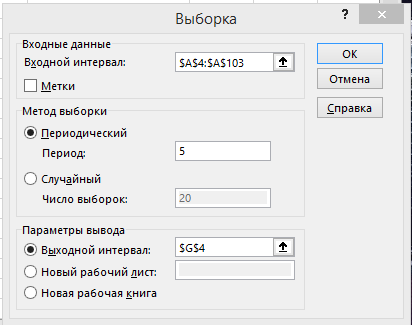 Выборка
? ×
Входные данные
Входной интервал: $A$4:$A$103
Метки
ОК
Отмена
Справка
Метод выборки
Периодический
Период: 5
Случайный
Число выборок: 20
Параметры вывода
Выходной интервал: $G$4
Новый рабочий лист:
Новая рабочая книга